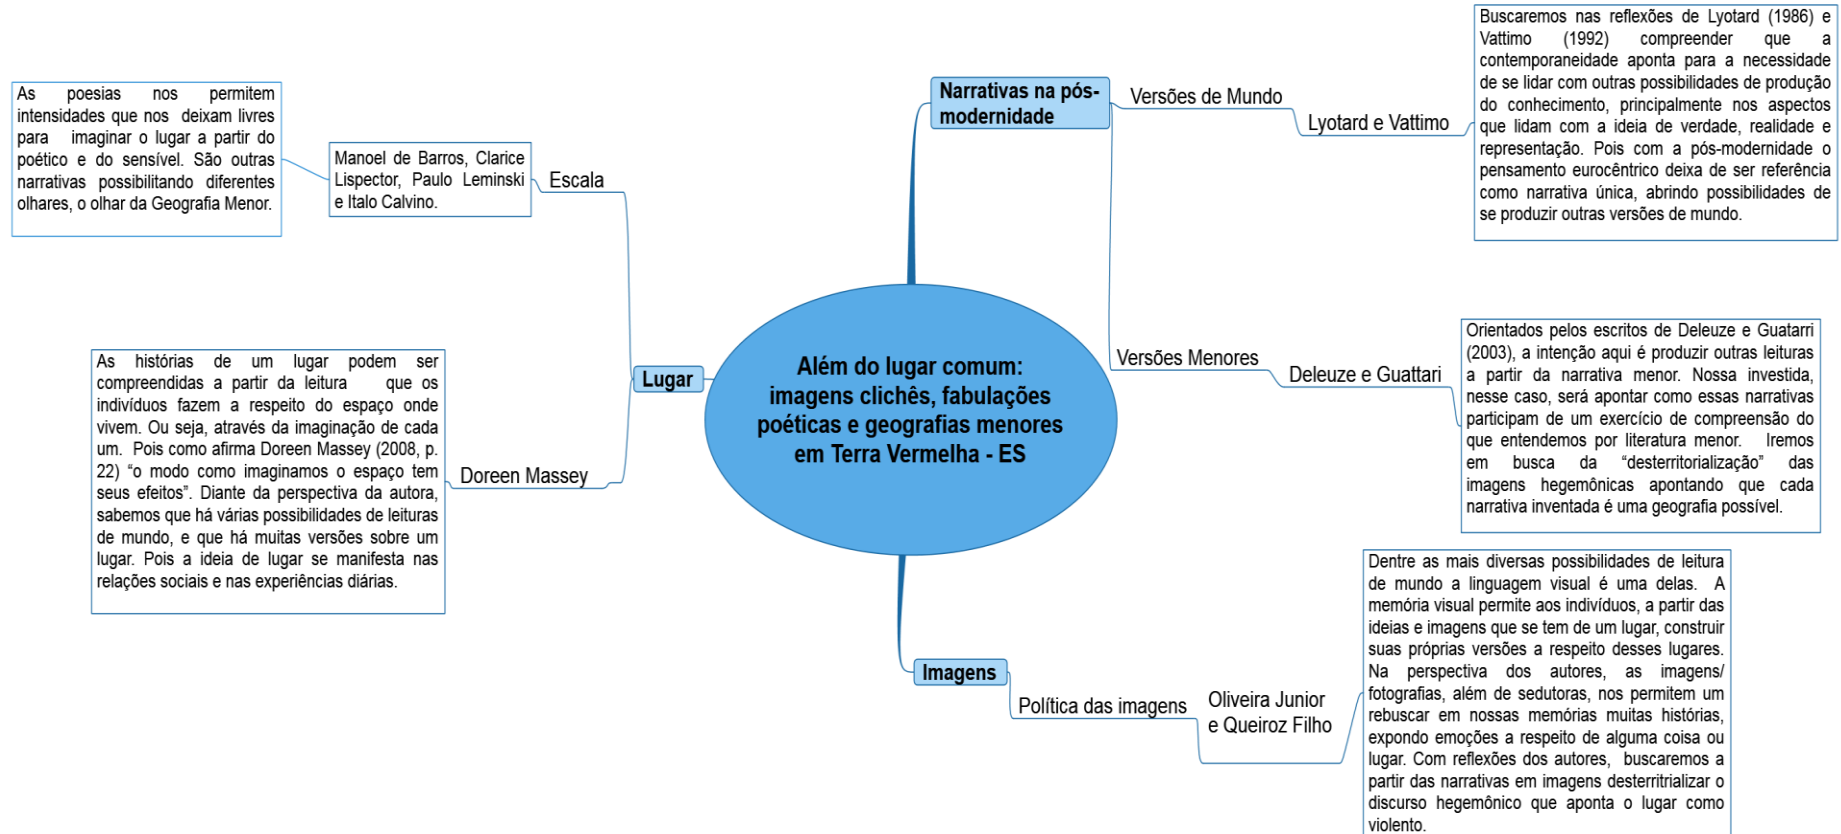 Buscaremos nas reflexões de Lyotard (1986) e
Vattimo (1992) compreender que a
contemporaneidade aponta para a necessidade
de se lidar com outras possibilidades de produção
do conhecimento, principalmente nos aspectos
que lidam com a ideia de verdade, realidade e
representação. Pois com a pós-modernidade o
pensamento eurocêntrico deixa de ser referência
como narrativa única, abrindo possibilidades de
se produzir outras versões de mundo.
Narrativas na pós-
modernidade
Versões de Mundo
Lyotard e Vattimo
As poesias nos permitem
intensidades que nos deixam livres
para imaginar o lugar a partir do
poético e do sensível. São outras
narrativas possibilitando diferentes
olhares, o olhar da Geografia Menor.
Manoel de Barros, Clarice
Lispector, Paulo Leminski
e Italo Calvino.
Escala
Lugar
Além do lugar comum:
imagens clichês, fabulações
poéticas e geografias menores
em Terra Vermelha - ES
Versões Menores
Deleuze e Guattari
Orientados pelos escritos de Deleuze e Guatarri
(2003), a intenção aqui é produzir outras leituras
a partir da narrativa menor. Nossa investida,
nesse caso, será apontar como essas narrativas
participam de um exercício de compreensão do
que entendemos por literatura menor. Iremos
em busca da “desterritorialização” das
imagens hegemônicas apontando que cada
narrativa inventada é uma geografia possível.
As histórias de um lugar podem ser
compreendidas a partir da leitura que os
indivíduos fazem a respeito do espaço onde
vivem. Ou seja, através da imaginação de cada
um. Pois como afirma Doreen Massey (2008, p.
22) “o modo como imaginamos o espaço tem
seus efeitos”. Diante da perspectiva da autora,
sabemos que há várias possibilidades de leituras
de mundo, e que há muitas versões sobre um
lugar. Pois a ideia de lugar se manifesta nas
relações sociais e nas experiências diárias.
Doreen Massey
Imagens
Política das imagens
Oliveira Junior
e Queiroz Filho
Dentre as mais diversas possibilidades de leitura
de mundo a linguagem visual é uma delas. A
memória visual permite aos indivíduos, a partir das
ideias e imagens que se tem de um lugar, construir
suas próprias versões a respeito desses lugares.
Na perspectiva dos autores, as imagens/
fotografias, além de sedutoras, nos permitem um
rebuscar em nossas memórias muitas histórias,
expondo emoções a respeito de alguma coisa ou
lugar. Com reflexões dos autores, buscaremos a
partir das narrativas em imagens desterritrializar o
discurso hegemônico que aponta o lugar como
violento.